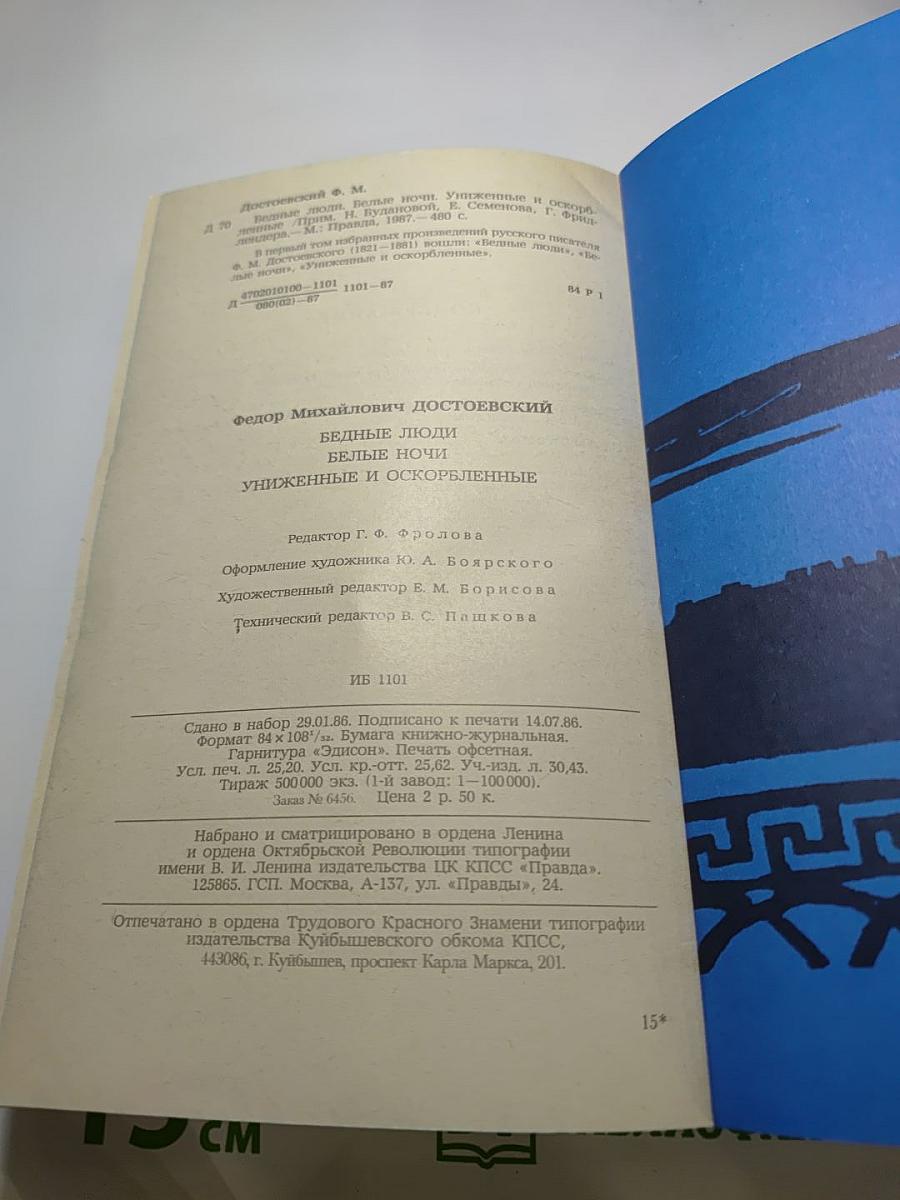 Достоевский Ф. М.
Д 70 Бедные люди. Белые ночи. Униженные и оскорб-
ленные /Прим. Н. Будановой, Е. Семенова, Г. Фрид-
лендера.— М.: Правда, 1987.— 480 с.
В первый том избранных произведений русского писателя
Ф. М. Достоевского (1821—1881) вошли: «Бедные люди», «Бе-
лые ночи», «Униженные и оскорбленные».
Д 4702010100—1101 1101—87
080(02)—87
84 Р 1
Федор Михайлович ДОСТОЕВСКИЙ
БЕДНЫЕ ЛЮДИ
БЕЛЫЕ НОЧИ
УНИЖЕННЫЕ И ОСКОРБЛЕННЫЕ
Редактор Г. Ф. Фролова
Оформление художника Ю. А. Боярского
Художественный редактор Е. М. Борисова
Технический редактор В. С. Пашкова
ИБ 1101
Сдано в набор 29.01.86. Подписано к печати 14.07.86.
Формат 84×108¹/₃₂. Бумага книжно-журнальная.
Гарнитура «Эдисон». Печать офсетная.
Усл. печ. л. 25,20. Усл. кр.-отт. 25,62. Уч.-изд. л. 30,43.
Тираж 500 000 экз. (1-й завод: 1—100 000).
Заказ № 6456. Цена 2 р. 50 к.
Набрано и сматрицировано в ордена Ленина
и ордена Октябрьской Революции типографии
имени В. И. Ленина издательства ЦК КПСС «Правда».
125865. ГСП. Москва, А-137, ул. «Правды», 24.
Отпечатано в ордена Трудового Красного Знамени типографии
издательства Куйбышевского обкома КПСС,
443086, г. Куйбышев, проспект Карла Маркса, 201.
15*
см